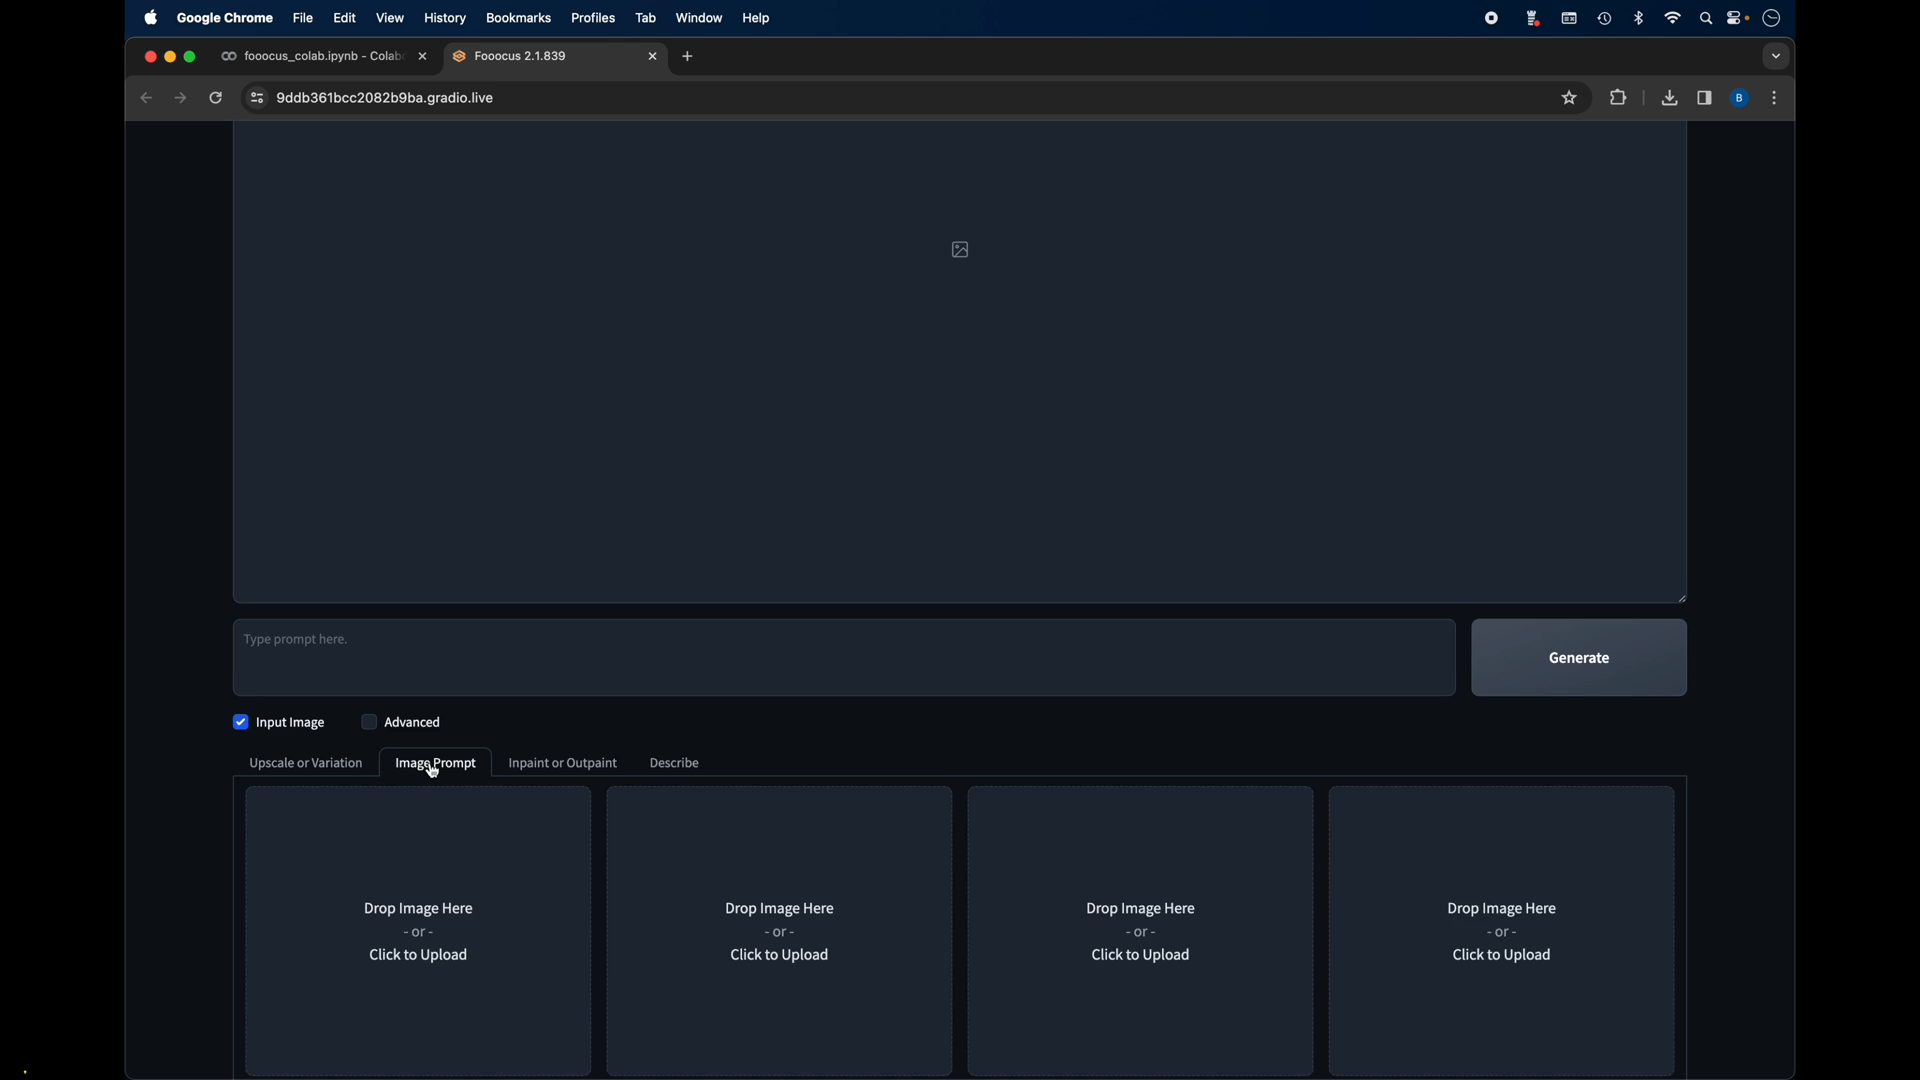 Google Chrome File Edit View History Bookmarks Profiles Tab Window Help
fooocus_colab.ipynb - Colab
Fooocus 2.1.839
9ddb361bcc2082b9ba.gradio.live
B
Type prompt here.
Generate
Input Image
Advanced
Upscale or Variation
Image Prompt
Inpaint or Outpaint
Describe
Drop Image Here
- or -
Click to Upload
Drop Image Here
- or -
Click to Upload
Drop Image Here
- or -
Click to Upload
Drop Image Here
- or -
Click to Upload